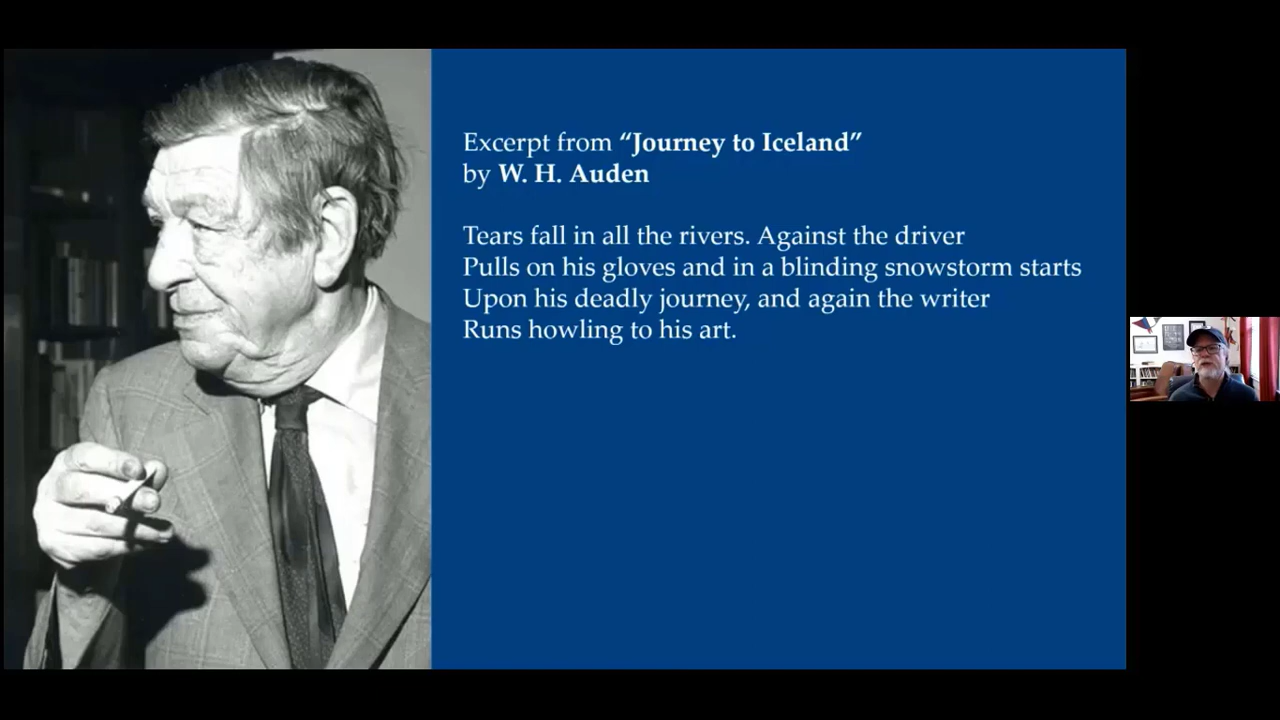 Excerpt from “Journey to Iceland”
by W. H. Auden
Tears fall in all the rivers. Against the driver
Pulls on his gloves and in a blinding snowstorm starts
Upon his deadly journey, and again the writer
Runs howling to his art.